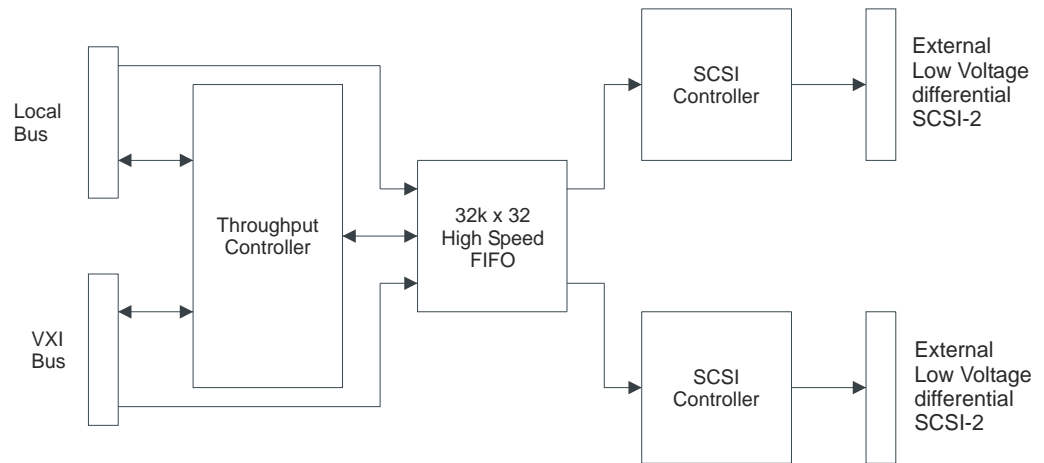 Local
Bus
VXI
Bus
Throughput
Controller
32k x 32
High Speed
FIFO
SCSI
Controller
External
Low Voltage
differential
SCSI-2
SCSI
Controller
External
Low Voltage
differential
SCSI-2